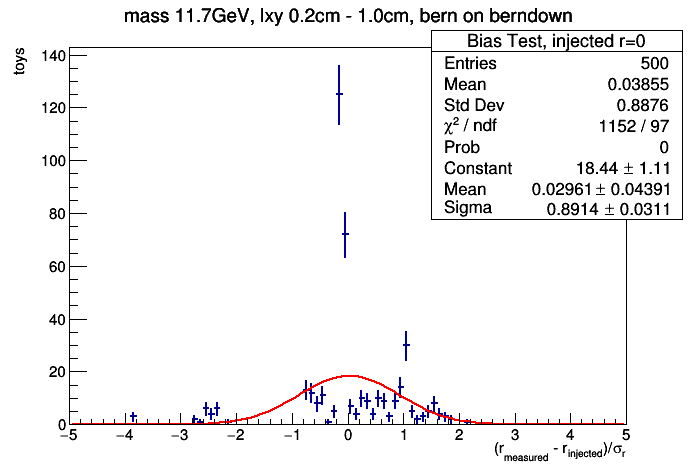 mass 11.7GeV, lxy 0.2cm - 1.0cm, bern on berndown
toys
Bias Test, injected r=0
Entries 500
Mean 0.03855
Std Dev 0.8876
χ² / ndf 1152 / 97
Prob 0
Constant 18.44 ± 1.11
Mean 0.02961 ± 0.04391
Sigma 0.8914 ± 0.0311
140
120
100
80
60
40
20
0
−5 −4 −3 −2 −1 0 1 2 3 4 5
(r_measured - r_injected)/σ_r